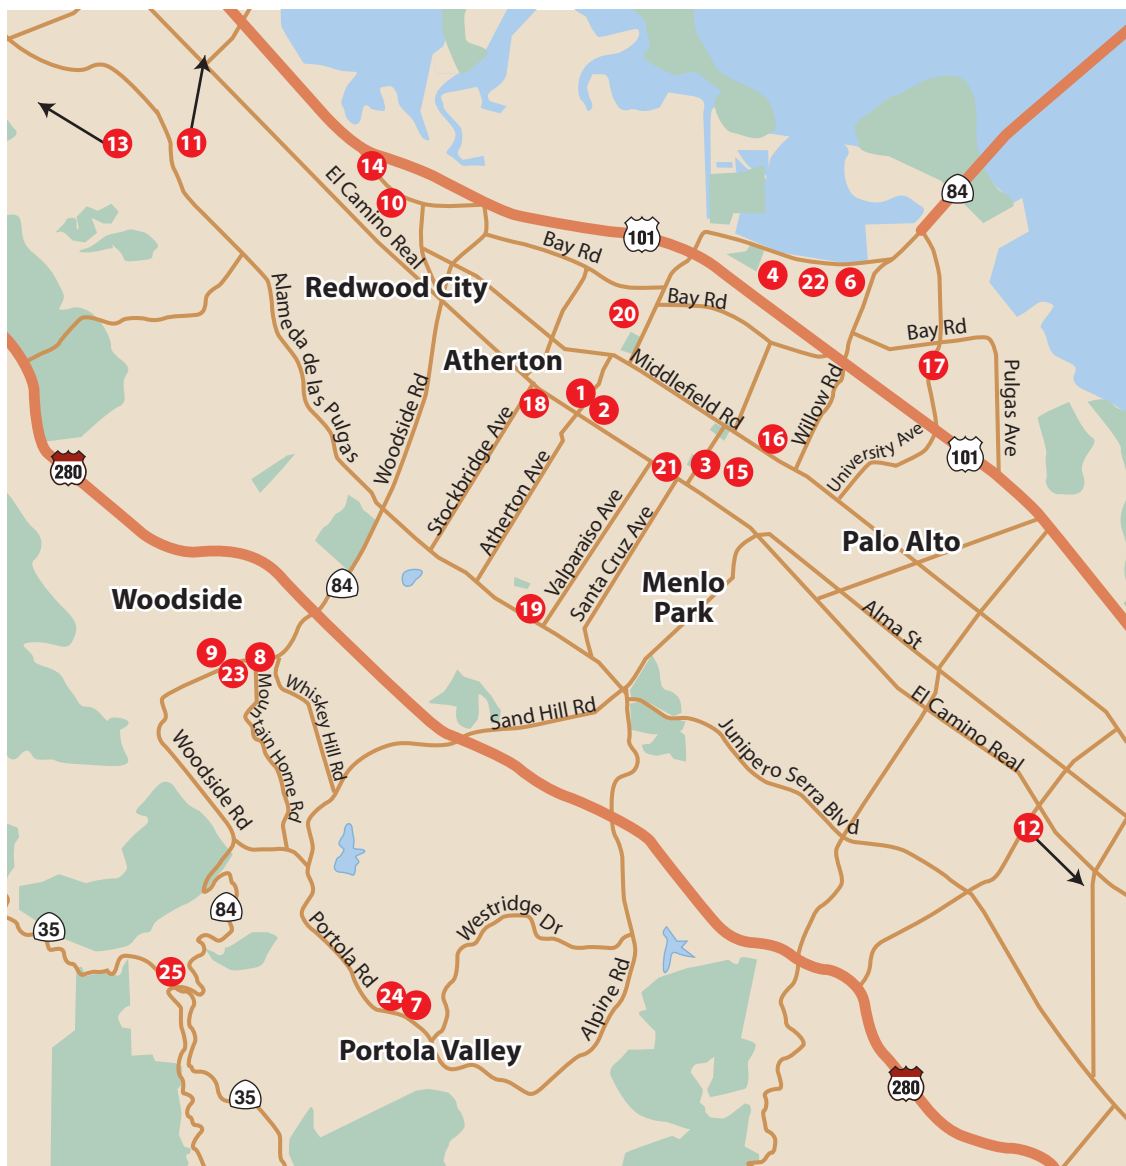 84
13
11
14
10
101
El Camino Real
Bay Rd
4
22
6
Redwood City
Bay Rd
20
Bay Rd
Alameda de las Pulgas
Atherton
Middlefield Rd
17
Pulgas Ave
1
2
18
Woodside Rd
Willow Rd
16
University Ave
101
280
Stockbridge Ave
Atherton Ave
21
3
15
Valparaiso Ave
Santa Cruz Ave
Palo Alto
84
Menlo
Park
Woodside
19
Alma St
9
23
8
Mountain Home Rd
Whiskey Hill Rd
Sand Hill Rd
El Camino Real
Woodside Rd
Junipero Serra Blvd
12
35
84
Portola Rd
Westridge Dr
25
24
7
Alpine Rd
Portola Valley
280
35